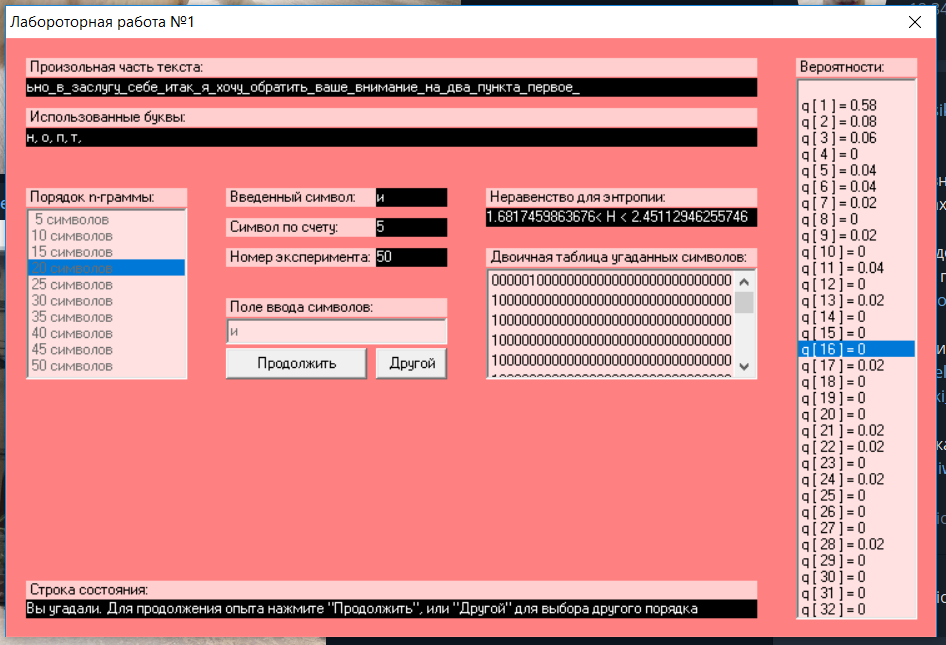 Лабороторная работа №1
Произольная часть текста:
ьно_в_заслугу_себе_итак_я_хочу_обратить_ваше_внимание_на_два_пункта_первое_
Использованные буквы:
н, о, п, т,
Порядок n-граммы:
5 символов
10 символов
15 символов
20 символов
25 символов
30 символов
35 символов
40 символов
45 символов
50 символов
Введенный символ: и
Символ по счету: 5
Номер эксперимента: 50
Поле ввода символов:
и
Продолжить
Другой
Неравенство для энтропии:
1.6817459863676< H < 2.45112946255746
Двоичная таблица угаданных символов:
00000100000000000000000000000000
10000000000000000000000000000000
10000000000000000000000000000000
10000000000000000000000000000000
10000000000000000000000000000000
Вероятности:
q [ 1 ] = 0.58
q [ 2 ] = 0.08
q [ 3 ] = 0.06
q [ 4 ] = 0
q [ 5 ] = 0.04
q [ 6 ] = 0.04
q [ 7 ] = 0.02
q [ 8 ] = 0
q [ 9 ] = 0.02
q [ 10 ] = 0
q [ 11 ] = 0.04
q [ 12 ] = 0
q [ 13 ] = 0.02
q [ 14 ] = 0
q [ 15 ] = 0
q [ 16 ] = 0
q [ 17 ] = 0.02
q [ 18 ] = 0
q [ 19 ] = 0
q [ 20 ] = 0
q [ 21 ] = 0.02
q [ 22 ] = 0.02
q [ 23 ] = 0
q [ 24 ] = 0.02
q [ 25 ] = 0
q [ 26 ] = 0
q [ 27 ] = 0
q [ 28 ] = 0.02
q [ 29 ] = 0
q [ 30 ] = 0
q [ 31 ] = 0
q [ 32 ] = 0
Строка состояния:
Вы угадали. Для продолжения опыта нажмите "Продолжить", или "Другой" для выбора другого порядка